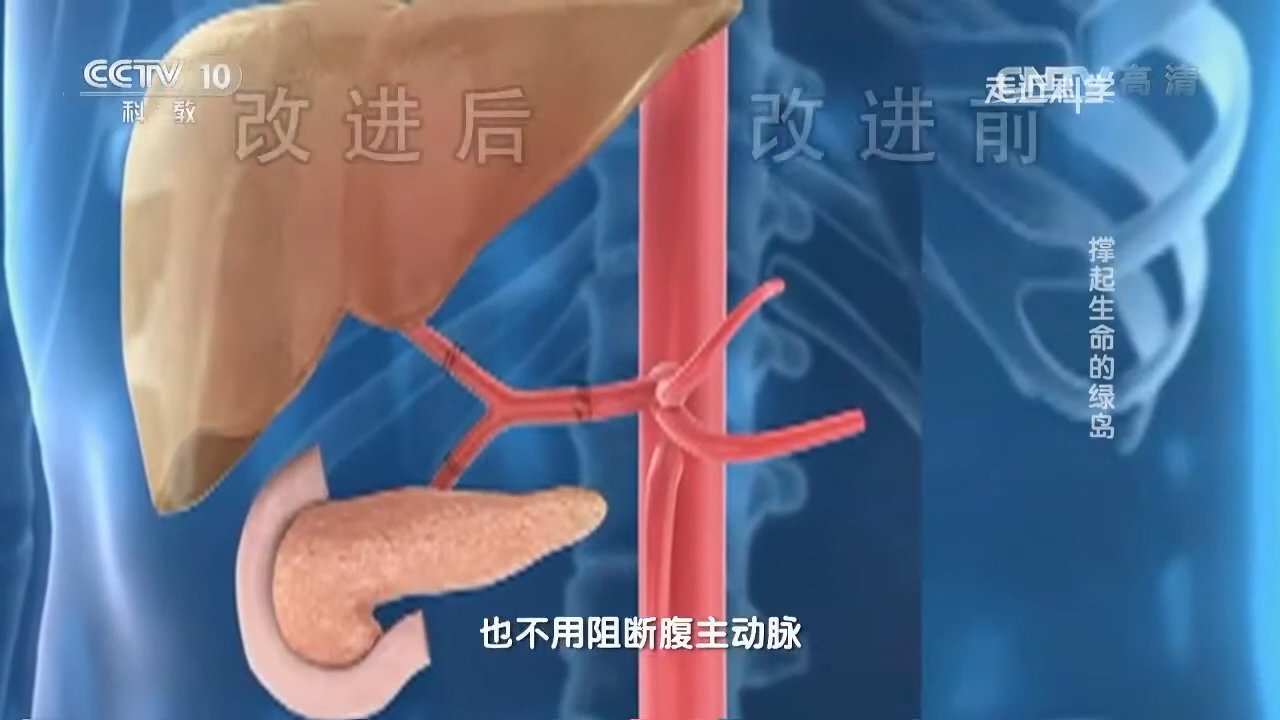 CCTV 10
科教
走近科学
高清
改进后
改进前
撑起生命的绿岛
也不用阻断腹主动脉